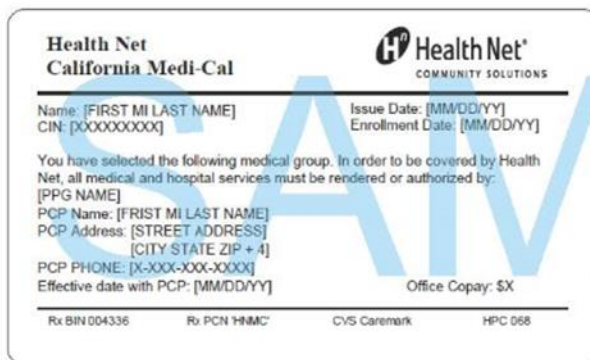 Health Net
California Medi-Cal
Health Net®
COMMUNITY SOLUTIONS
Name: [FIRST MI LAST NAME]
Issue Date: [MM/DD/YY]
CIN: [XXXXXXXXX]
Enrollment Date: [MM/DD/YY]
You have selected the following medical group. In order to be covered by Health
Net, all medical and hospital services must be rendered or authorized by:
[PPG NAME]
PCP Name: [FRIST MI LAST NAME]
PCP Address: [STREET ADDRESS]
[CITY STATE ZIP + 4]
PCP PHONE: [X-XXX-XXX-XXXX]
Effective date with PCP: [MM/DD/YY]
Office Copay: $X
Rx BIN 004336 Rx PCN 'HNMC' CVS Caremark HPC 068
SAM